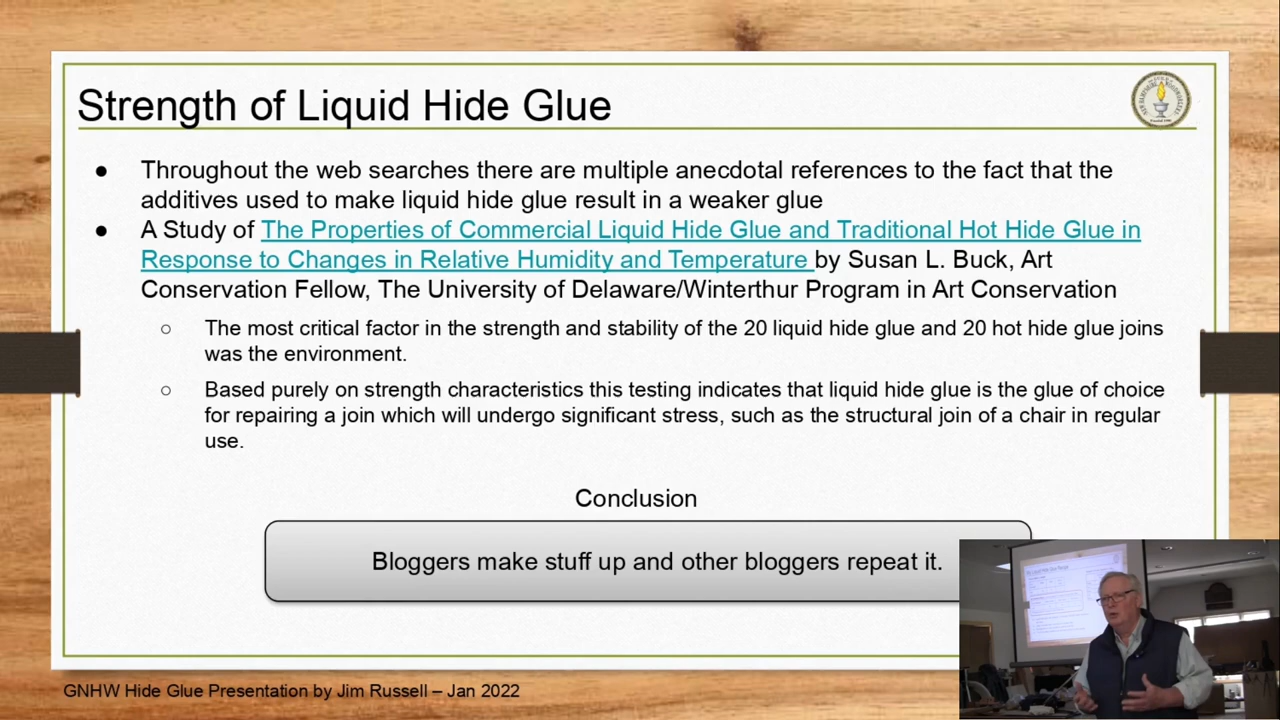 Strength of Liquid Hide Glue
● Throughout the web searches there are multiple anecdotal references to the fact that the
additives used to make liquid hide glue result in a weaker glue
● A Study of The Properties of Commercial Liquid Hide Glue and Traditional Hot Hide Glue in
Response to Changes in Relative Humidity and Temperature by Susan L. Buck, Art
Conservation Fellow, The University of Delaware/Winterthur Program in Art Conservation
○ The most critical factor in the strength and stability of the 20 liquid hide glue and 20 hot hide glue joins
was the environment.
○ Based purely on strength characteristics this testing indicates that liquid hide glue is the glue of choice
for repairing a join which will undergo significant stress, such as the structural join of a chair in regular
use.
Conclusion
Bloggers make stuff up and other bloggers repeat it.
GNHW Hide Glue Presentation by Jim Russell – Jan 2022